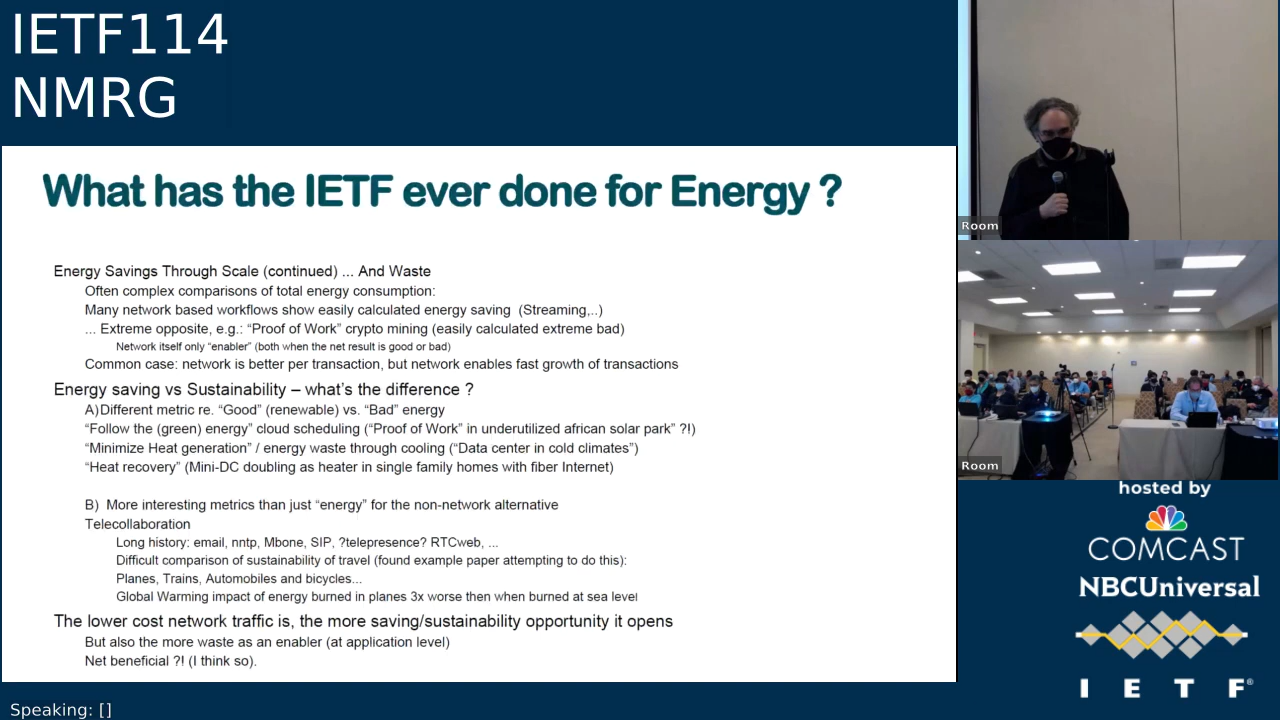 IETF114
NMRG
What has the IETF ever done for Energy ?
Energy Savings Through Scale (continued) ... And Waste
Often complex comparisons of total energy consumption:
Many network based workflows show easily calculated energy saving (Streaming,..)
... Extreme opposite, e.g.: “Proof of Work” crypto mining (easily calculated extreme bad)
Network itself only “enabler” (both when the net result is good or bad)
Common case: network is better per transaction, but network enables fast growth of transactions
Energy saving vs Sustainability – what’s the difference ?
A)Different metric re. “Good” (renewable) vs. “Bad” energy
“Follow the (green) energy” cloud scheduling (“Proof of Work” in underutilized african solar park” ?!)
“Minimize Heat generation” / energy waste through cooling (“Data center in cold climates”)
“Heat recovery” (Mini-DC doubling as heater in single family homes with fiber Internet)
B) More interesting metrics than just “energy” for the non-network alternative
Telecollaboration
Long history: email, nntp, Mbone, SIP, ?telepresence? RTCweb, ...
Difficult comparison of sustainability of travel (found example paper attempting to do this):
Planes, Trains, Automobiles and bicycles...
Global Warming impact of energy burned in planes 3x worse then when burned at sea level
The lower cost network traffic is, the more saving/sustainability opportunity it opens
But also the more waste as an enabler (at application level)
Net beneficial ?! (I think so).
Room
Room
hosted by
COMCAST
NBCUniversal
I E T F®
Speaking: []